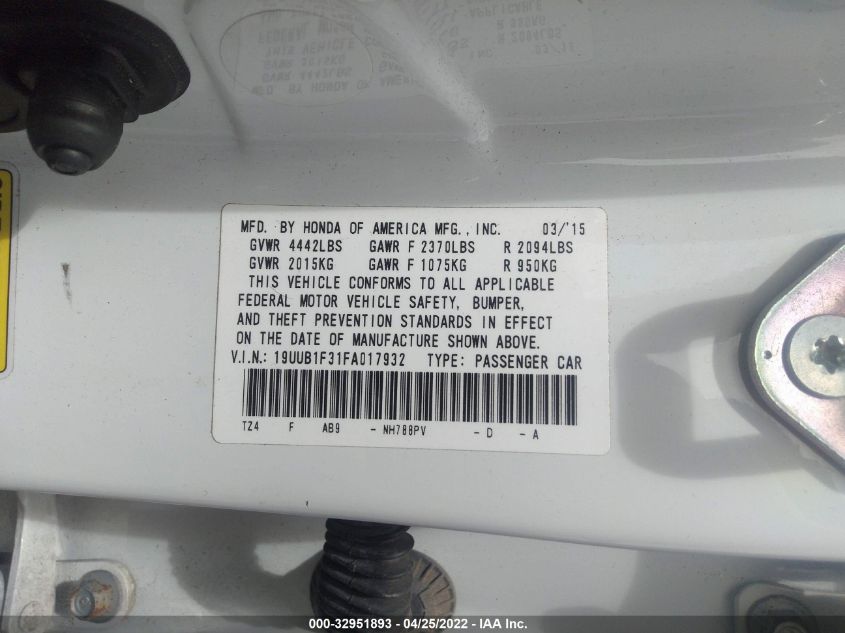 MFD. BY HONDA OF AMERICA MFG., INC. 03/'15
GVWR 4442LBS GAWR F 2370LBS R 2094LBS
GVWR 2015KG GAWR F 1075KG R 950KG
THIS VEHICLE CONFORMS TO ALL APPLICABLE
FEDERAL MOTOR VEHICLE SAFETY, BUMPER,
AND THEFT PREVENTION STANDARDS IN EFFECT
ON THE DATE OF MANUFACTURE SHOWN ABOVE.
V.I.N.: 19UUB1F31FA017932 TYPE: PASSENGER CAR
TZ4 F AB9 - NH788PV - D - A
000-32951893 - 04/25/2022 - IAA Inc.